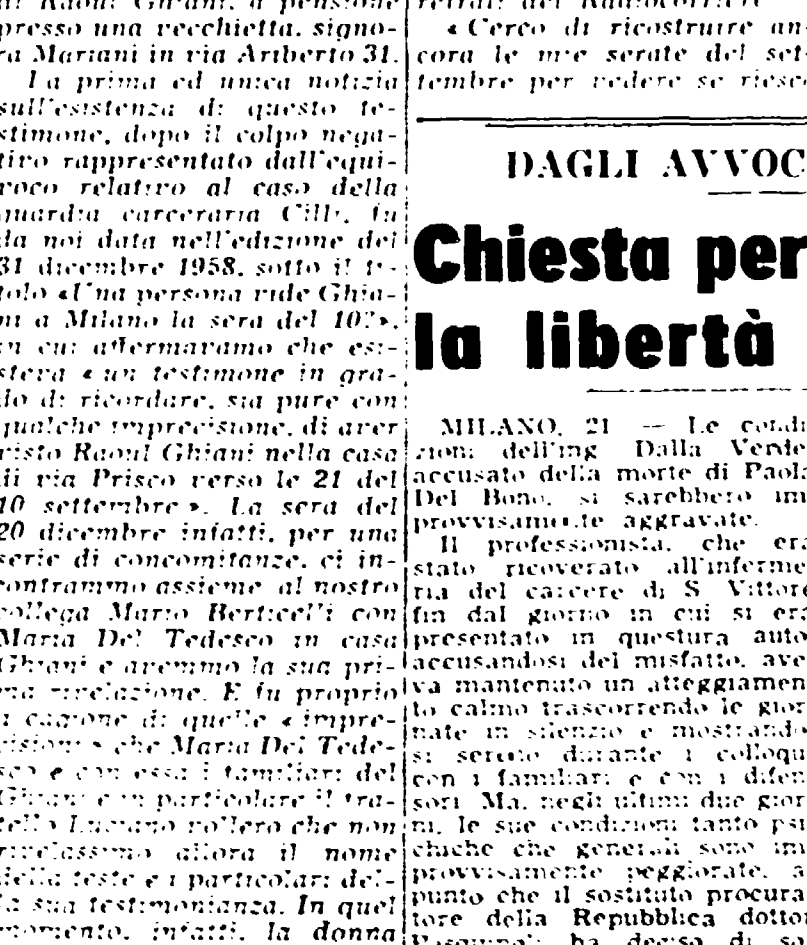 di Raoul Ghiani, a pensione
presso una vecchietta, signo-
ra Mariani in via Ariberto 31.
La prima ed unica notizia
sull'esistenza di questo te-
stimone, dopo il colpo nega-
tivo rappresentato dall'equi-
voco relativo al caso della
guardia carceraria Cilli, fu
da noi data nell'edizione del
31 dicembre 1958, sotto il ti-
tolo «Una persona vide Ghia-
ni a Milano la sera del 10?»,
in cui affermavamo che esi-
steva «un testimone in gra-
do di ricordare, sia pure con
qualche imprecisione, di aver
visto Raoul Ghiani nella casa
di via Prisco verso le 21 del
10 settembre». La sera del
20 dicembre infatti, per una
serie di concomitanze, ci in-
contrammo assieme al nostro
collega Mario Berticelli con
Maria Del Tedesco in casa
Ghiani e avemmo la sua pri-
ma rivelazione. E fu proprio
a cagione di quelle «impre-
cisioni» che Maria Del Tede-
sco e con essa i familiari del
Ghiani e in particolare il fra-
tello Luciano vollero che non
rivelassimo allora il nome
della teste e i particolari del-
la sua testimonianza. In quel
momento, infatti, la donna
«Cerco di ricostruire an-
cora le mie serate del set-
tembre per vedere se riesc
DAGLI AVVOC
Chiesta per
la libertà
MILANO, 21 — Le condi
zioni dell'ing Dalla Verde
accusato della morte di Paola
Del Bono, si sarebbero im
provvisamente aggravate.
Il professionista, che era
stato ricoverato all'inferme
ria del carcere di S. Vittore
fin dal giorno in cui si era
presentato in questura auto
accusandosi del misfatto, ave
va mantenuto un atteggiamen
to calmo trascorrendo le gior
nate in silenzio e mostrando
si sereno durante i colloqui
con i familiari e con i difen
sori. Ma, negli ultimi due gior
ni, le sue condizioni tanto psi
chiche che generali sono im
provvisamente peggiorate, a
punto che il sostituto procura
tore della Repubblica dottor
ha deciso di